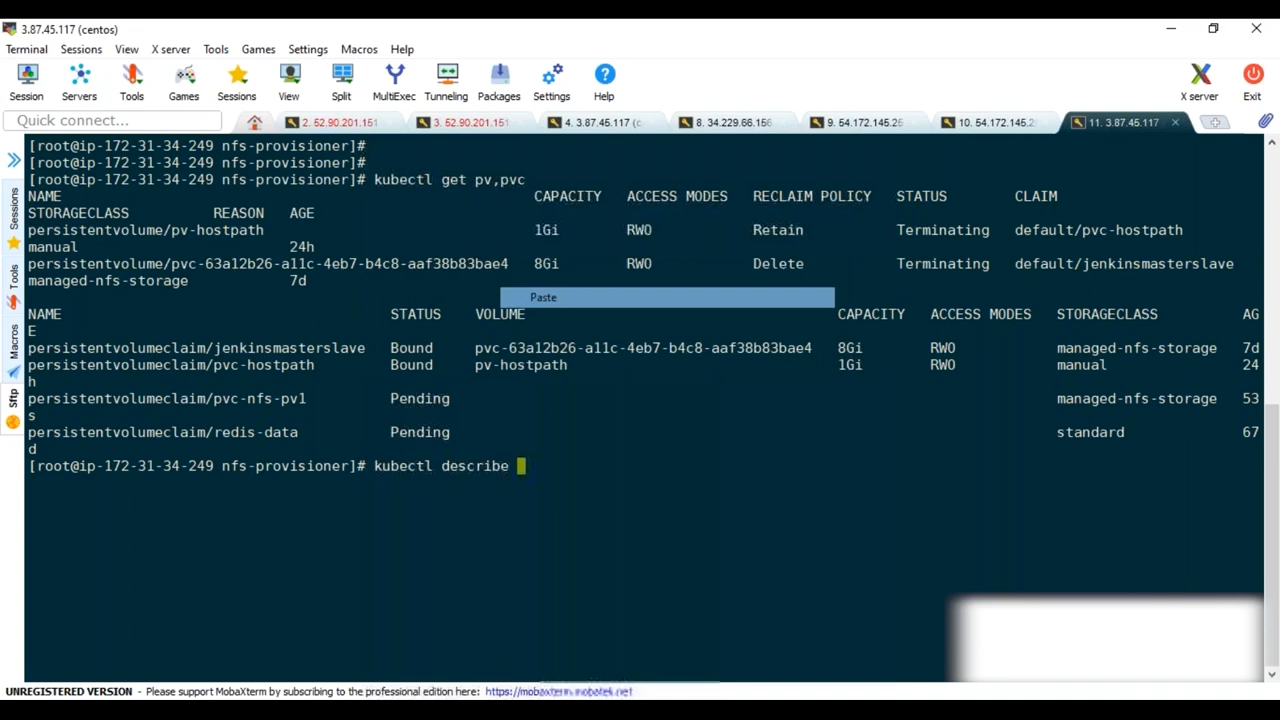 3.87.45.117 (centos)
Terminal Sessions View X server Tools Games Settings Macros Help
Session Servers Tools Games Sessions View Split MultiExec Tunneling Packages Settings Help X server Exit
Quick connect... 2. 52.90.201.151 3. 52.90.201.151 4. 3.87.45.117 (c 8. 34.229.66.156 9. 54.172.145.25 10. 54.172.145.2 11. 3.87.45.117
Sessions
Tools
Macros
Sftp
[root@ip-172-31-34-249 nfs-provisioner]#
[root@ip-172-31-34-249 nfs-provisioner]#
[root@ip-172-31-34-249 nfs-provisioner]# kubectl get pv,pvc
NAME CAPACITY ACCESS MODES RECLAIM POLICY STATUS CLAIM
STORAGECLASS REASON AGE
persistentvolume/pv-hostpath 1Gi RWO Retain Terminating default/pvc-hostpath
manual 24h
persistentvolume/pvc-63a12b26-a11c-4eb7-b4c8-aaf38b83bae4 8Gi RWO Delete Terminating default/jenkinsmasterslave
managed-nfs-storage 7d
Paste
NAME STATUS VOLUME CAPACITY ACCESS MODES STORAGECLASS AG
E
persistentvolumeclaim/jenkinsmasterslave Bound pvc-63a12b26-a11c-4eb7-b4c8-aaf38b83bae4 8Gi RWO managed-nfs-storage 7d
persistentvolumeclaim/pvc-hostpath Bound pv-hostpath 1Gi RWO manual 24
h
persistentvolumeclaim/pvc-nfs-pv1 Pending managed-nfs-storage 53
s
persistentvolumeclaim/redis-data Pending standard 67
d
[root@ip-172-31-34-249 nfs-provisioner]# kubectl describe
UNREGISTERED VERSION - Please support MobaXterm by subscribing to the professional edition here: https://mobaxterm.mobatek.net